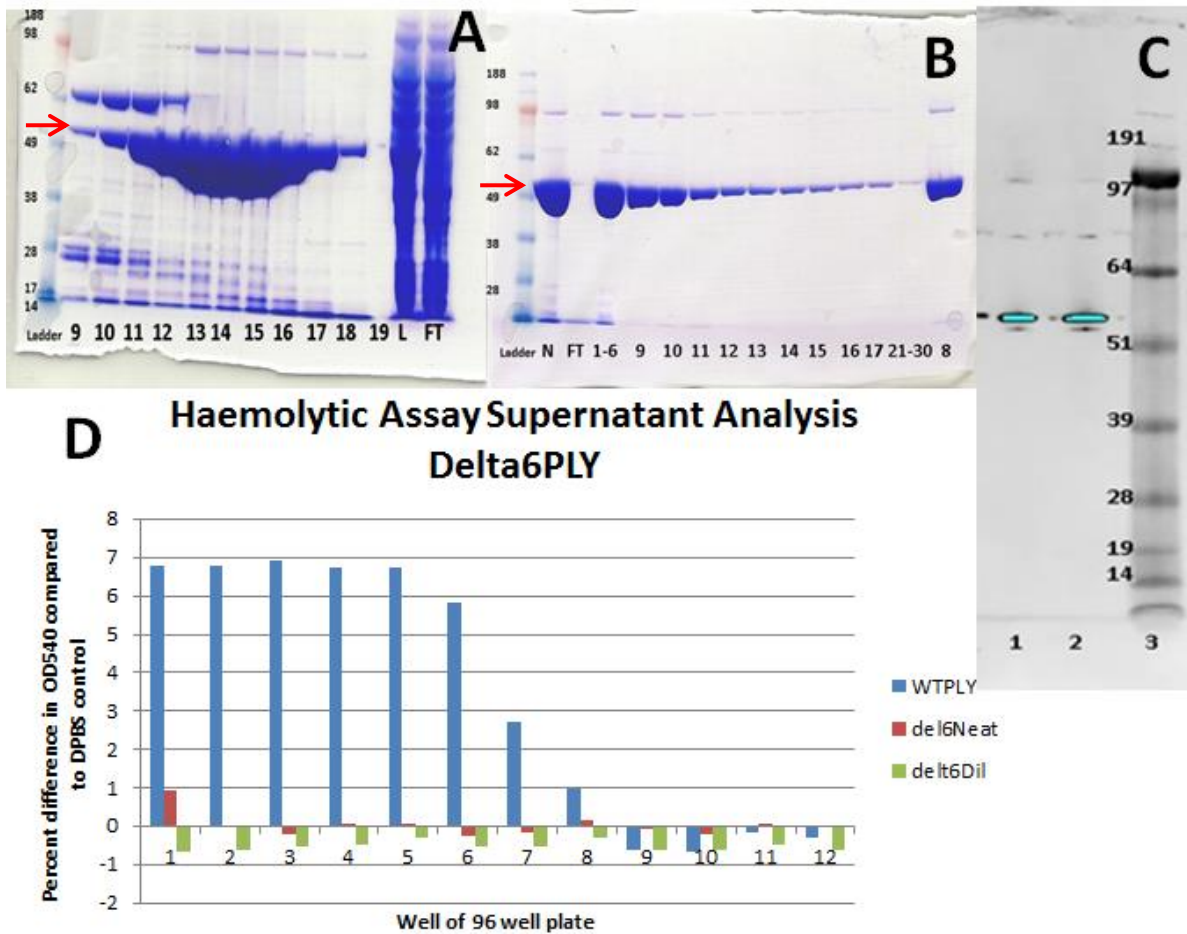 A
188
98
62
49
38
28
17
14
Ladder 9 10 11 12 13 14 15 16 17 18 19 L FT
B
188
98
62
49
38
28
Ladder N FT 1-6 9 10 11 12 13 14 15 16 17 21-30 8
C
191
97
64
51
39
28
19
14
1 2 3
D
Haemolytic Assay Supernatant Analysis
Delta6PLY
Percent difference in OD540 compared
to DPBS control
8
7
6
5
4
3
2
1
0
-1
-2
1 2 3 4 5 6 7 8 9 10 11 12
Well of 96 well plate
WTPLY
del6Neat
delt6Dil